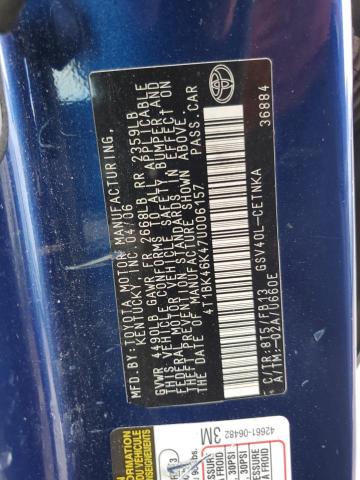 MFD. BY: TOYOTA MOTOR MANUFACTURING,
KENTUCKY, INC. 04/06
GVWR 4490LB GAWR FR 2668LB RR 2359LB
THIS VEHICLE CONFORMS TO ALL APPLICABLE
FEDERAL MOTOR VEHICLE SAFETY, BUMPER, AND
THEFT PREVENTION STANDARDS IN EFFECT ON
THE DATE OF MANUFACTURE SHOWN ABOVE.
4T1BK46K47U006157 PASS.CAR
C/TR:8T5/FB13 GSV40L-CETNKA
A/TM:-02A/U660E 36884
42661-06482
3M
INFORMATION